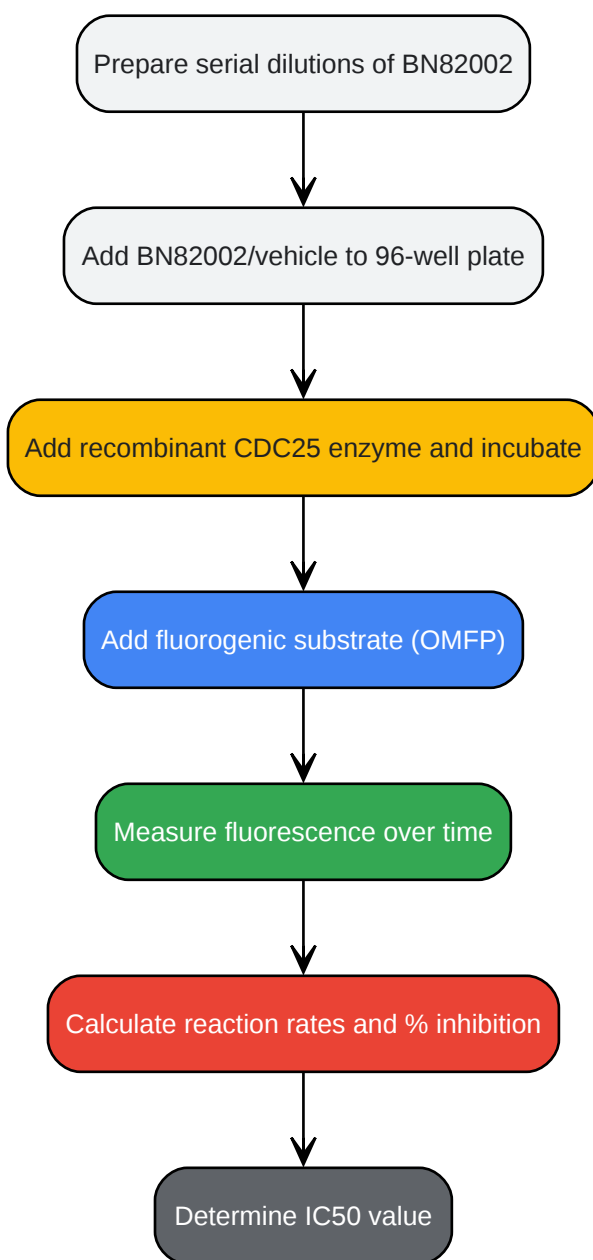 Prepare serial dilutions of BN82002
Add BN82002/vehicle to 96-well plate
Add recombinant CDC25 enzyme and incubate
Add fluorogenic substrate (OMFP)
Measure fluorescence over time
Calculate reaction rates and % inhibition
Determine IC50 value